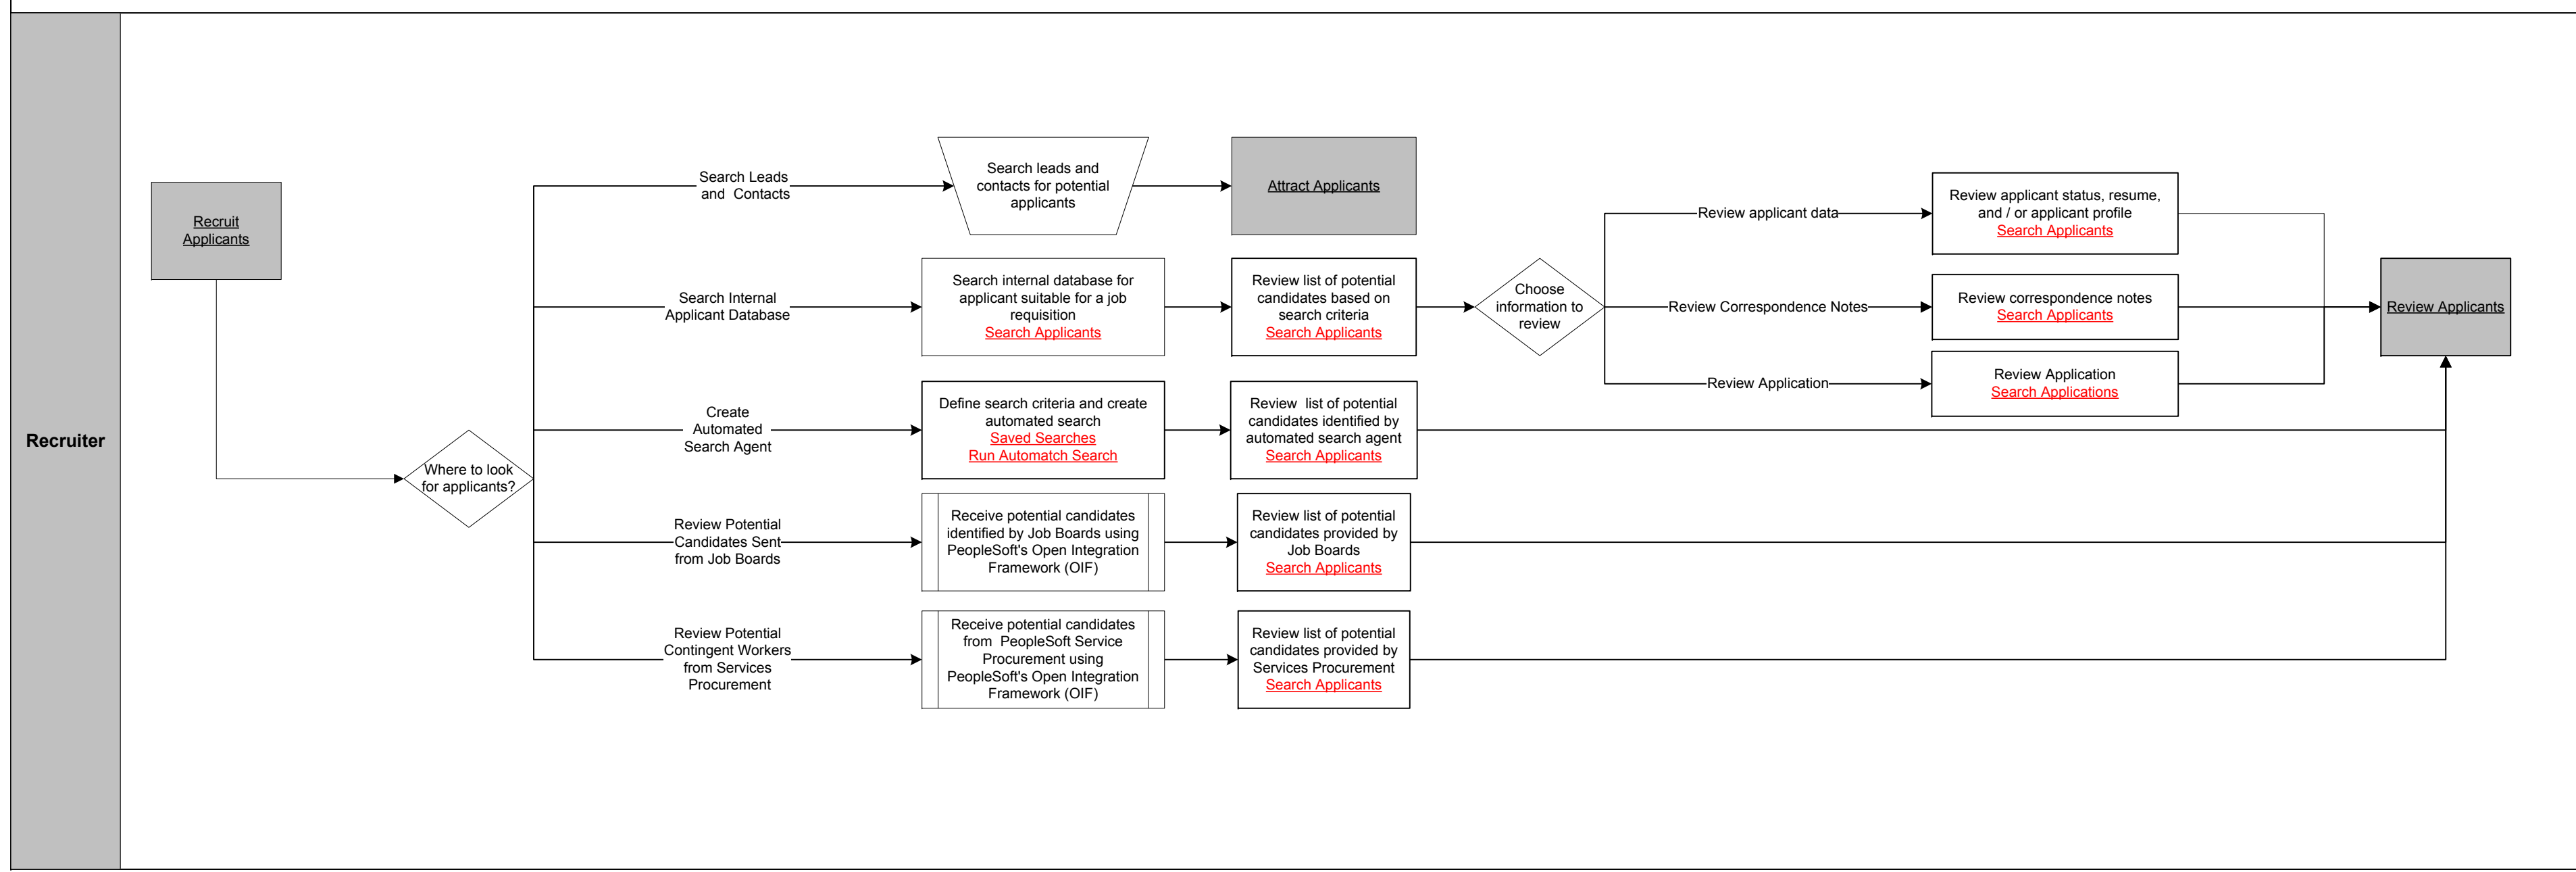 Recruiter
Recruit
Applicants
Where to look
for applicants?
Search Leads
and Contacts
Search leads and
contacts for potential
applicants
Attract Applicants
Search Internal
Applicant Database
Search internal database for
applicant suitable for a job
requisition
Search Applicants
Review list of potential
candidates based on
search criteria
Search Applicants
Choose
information to
review
Review applicant data
Review applicant status, resume,
and / or applicant profile
Search Applicants
Review Correspondence Notes
Review correspondence notes
Search Applicants
Review Application
Review Application
Search Applications
Review Applicants
Create
Automated
Search Agent
Define search criteria and create
automated search
Saved Searches
Run Automatch Search
Review list of potential
candidates identified by
automated search agent
Search Applicants
Review Potential
Candidates Sent
from Job Boards
Receive potential candidates
identified by Job Boards using
PeopleSoft's Open Integration
Framework (OIF)
Review list of potential
candidates provided by
Job Boards
Search Applicants
Review Potential
Contingent Workers
from Services
Procurement
Receive potential candidates
from PeopleSoft Service
Procurement using
PeopleSoft's Open Integration
Framework (OIF)
Review list of potential
candidates provided by
Services Procurement
Search Applicants